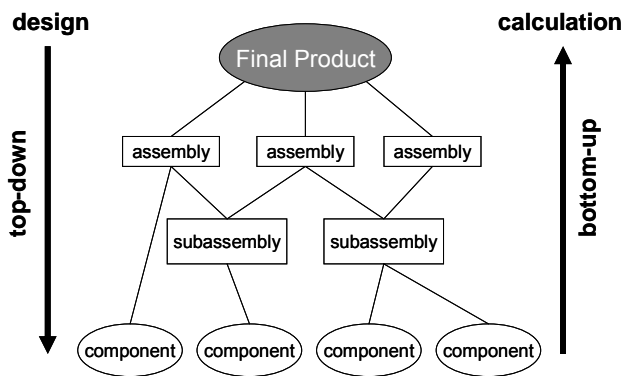 design
calculation
Final Product
top-down
bottom-up
assembly
assembly
assembly
subassembly
subassembly
component
component
component
component